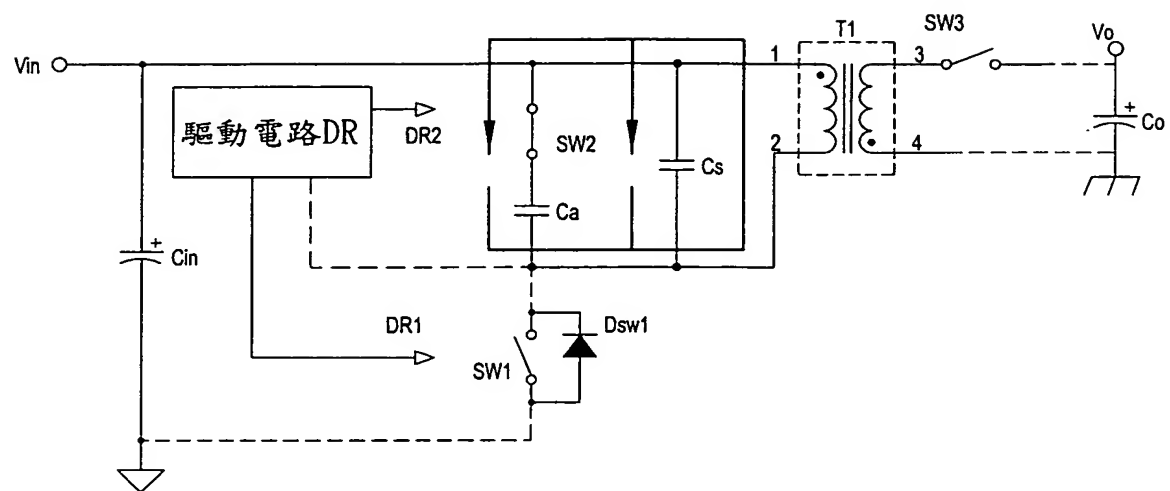 T1
SW3
Vo
Vin
1
3
驅動電路DR
DR2
SW2
Cs
+
Co
2
4
Ca
+
Cin
DR1
Dsw1
SW1